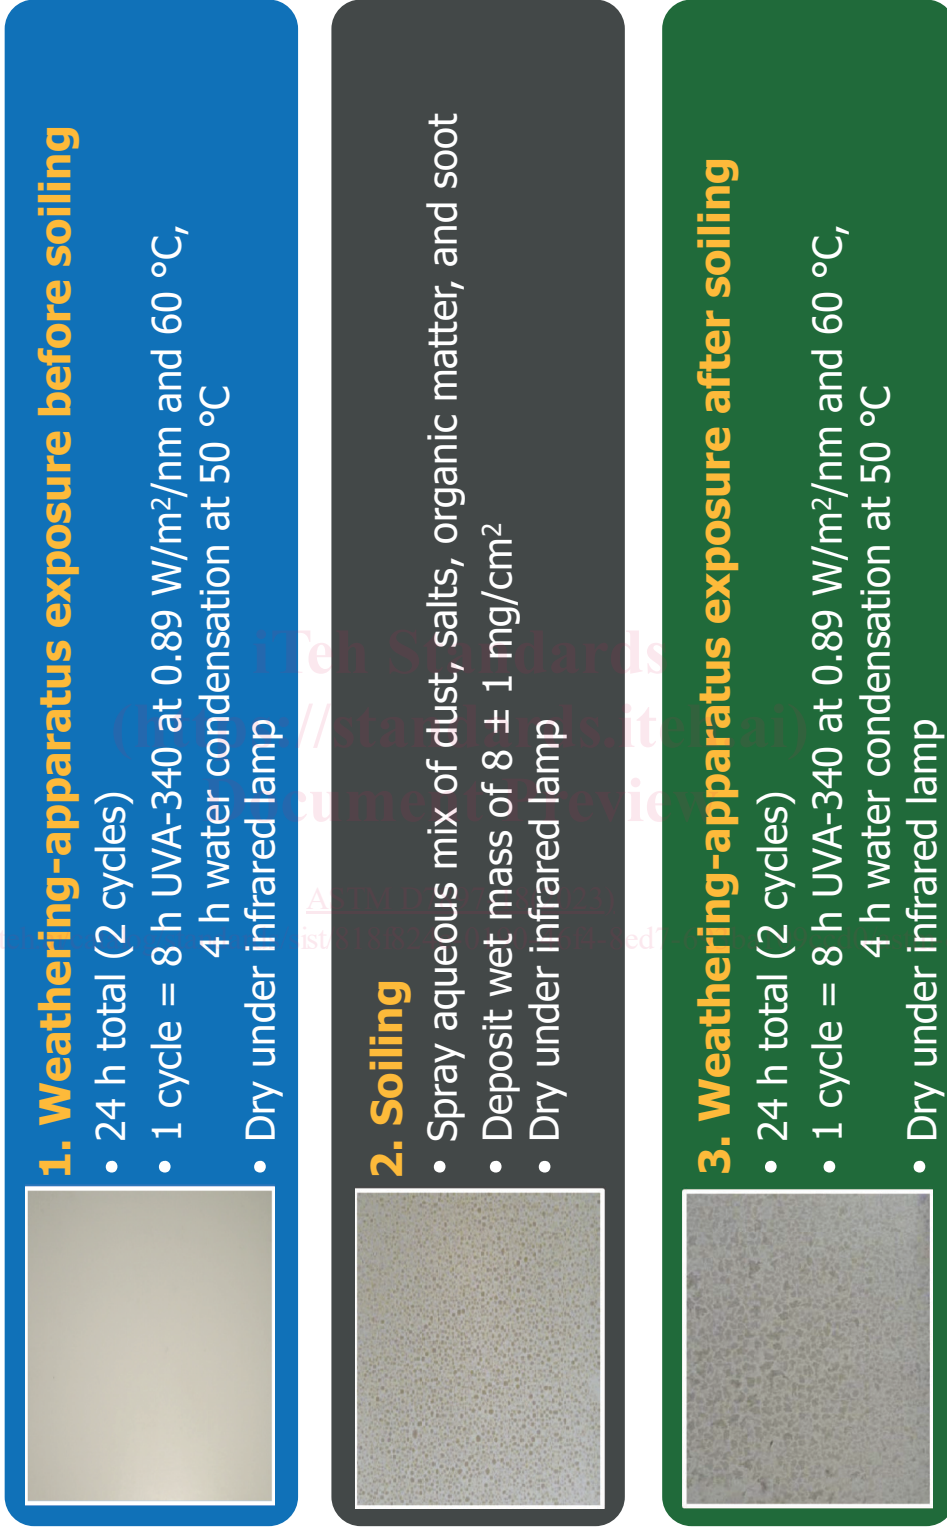 1. Weathering-apparatus exposure before soiling
• 24 h total (2 cycles)
• 1 cycle = 8 h UVA-340 at 0.89 W/m²/nm and 60 °C,
4 h water condensation at 50 °C
• Dry under infrared lamp
2. Soiling
• Spray aqueous mix of dust, salts, organic matter, and soot
• Deposit wet mass of 8 ± 1 mg/cm²
• Dry under infrared lamp
3. Weathering-apparatus exposure after soiling
• 24 h total (2 cycles)
• 1 cycle = 8 h UVA-340 at 0.89 W/m²/nm and 60 °C,
4 h water condensation at 50 °C
• Dry under infrared lamp
iTeh Standards
(https://standards.iteh.ai)
Document Preview